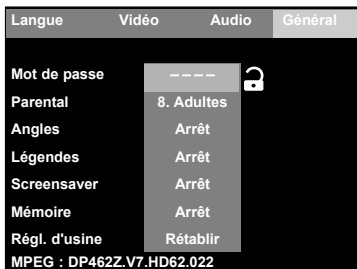 Langue Vidéo Audio Général
Mot de passe – – – –
Parental 8. Adultes
Angles Arrêt
Légendes Arrêt
Screensaver Arrêt
Mémoire Arrêt
Régl. d'usine Rétablir
MPEG : DP462Z.V7.HD62.022